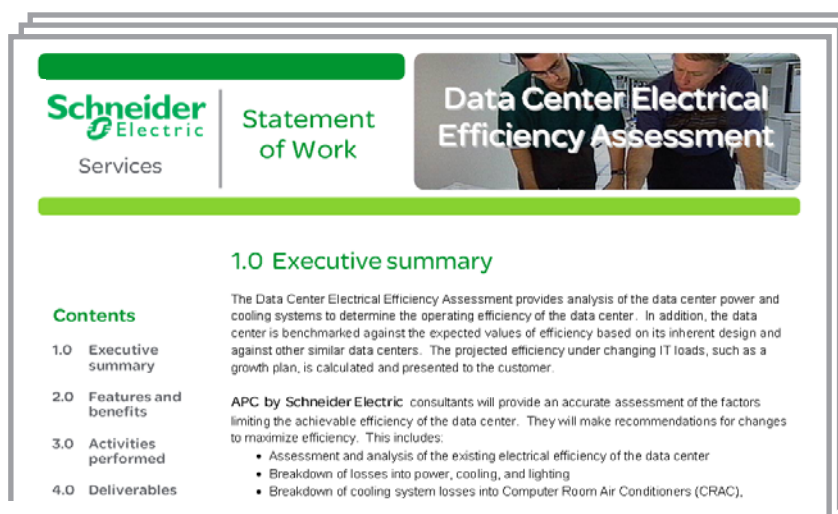 Schneider
Electric
Services
Statement
of Work
Data Center Electrical
Efficiency Assessment
Contents
1.0 Executive
summary
2.0 Features and
benefits
3.0 Activities
performed
4.0 Deliverables
1.0 Executive summary
The Data Center Electrical Efficiency Assessment provides analysis of the data center power and
cooling systems to determine the operating efficiency of the data center. In addition, the data
center is benchmarked against the expected values of efficiency based on its inherent design and
against other similar data centers. The projected efficiency under changing IT loads, such as a
growth plan, is calculated and presented to the customer.
APC by Schneider Electric consultants will provide an accurate assessment of the factors
limiting the achievable efficiency of the data center. They will make recommendations for changes
to maximize efficiency. This includes:
• Assessment and analysis of the existing electrical efficiency of the data center
• Breakdown of losses into power, cooling, and lighting
• Breakdown of cooling system losses into Computer Room Air Conditioners (CRAC),